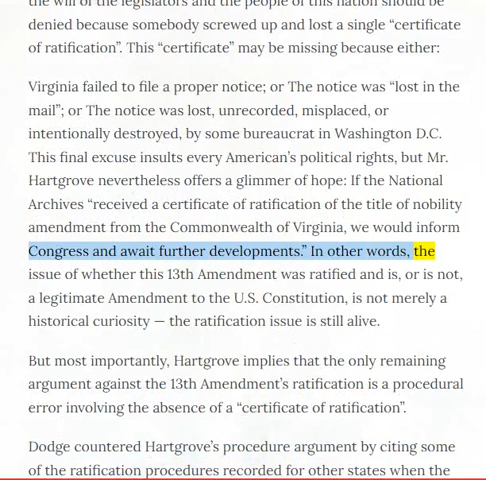 the will of the legislators and the people of this nation should be
denied because somebody screwed up and lost a single “certificate
of ratification”. This “certificate” may be missing because either:
Virginia failed to file a proper notice; or The notice was “lost in the
mail”; or The notice was lost, unrecorded, misplaced, or
intentionally destroyed, by some bureaucrat in Washington D.C.
This final excuse insults every American’s political rights, but Mr.
Hartgrove nevertheless offers a glimmer of hope: If the National
Archives “received a certificate of ratification of the title of nobility
amendment from the Commonwealth of Virginia, we would inform
Congress and await further developments.” In other words, the
issue of whether this 13th Amendment was ratified and is, or is not,
a legitimate Amendment to the U.S. Constitution, is not merely a
historical curiosity — the ratification issue is still alive.
But most importantly, Hartgrove implies that the only remaining
argument against the 13th Amendment’s ratification is a procedural
error involving the absence of a “certificate of ratification”.
Dodge countered Hartgrove’s procedure argument by citing some
of the ratification procedures recorded for other states when the